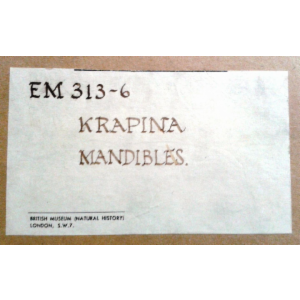 EM 313-6
KRAPINA
MANDIBLES.
BRITISH MUSEUM (NATURAL HISTORY)
LONDON, S.W.7.